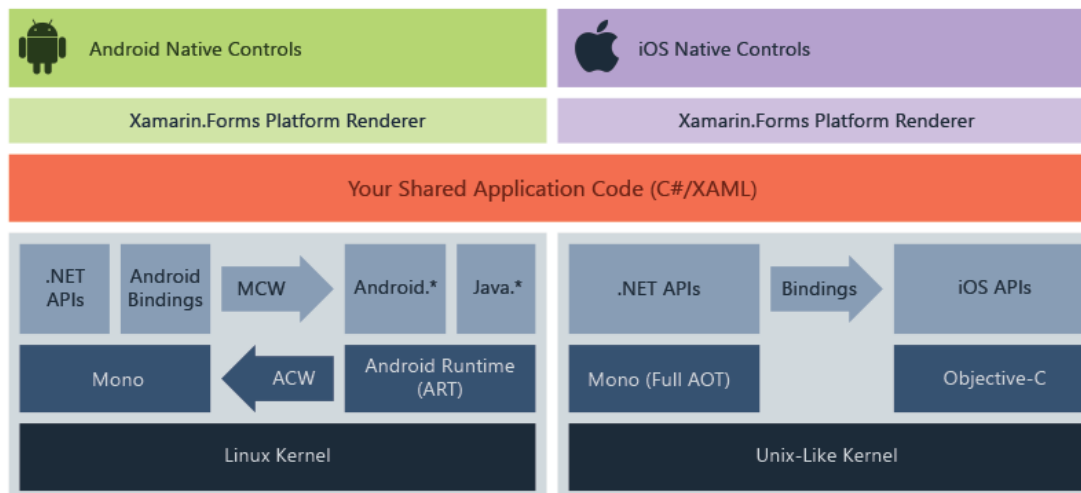 Android Native Controls
iOS Native Controls
Xamarin.Forms Platform Renderer
Xamarin.Forms Platform Renderer
Your Shared Application Code (C#/XAML)
.NET
APIs
Android
Bindings
MCW
Android.*
Java.*
.NET APIs
Bindings
iOS APIs
Mono
ACW
Android Runtime
(ART)
Mono (Full AOT)
Objective-C
Linux Kernel
Unix-Like Kernel